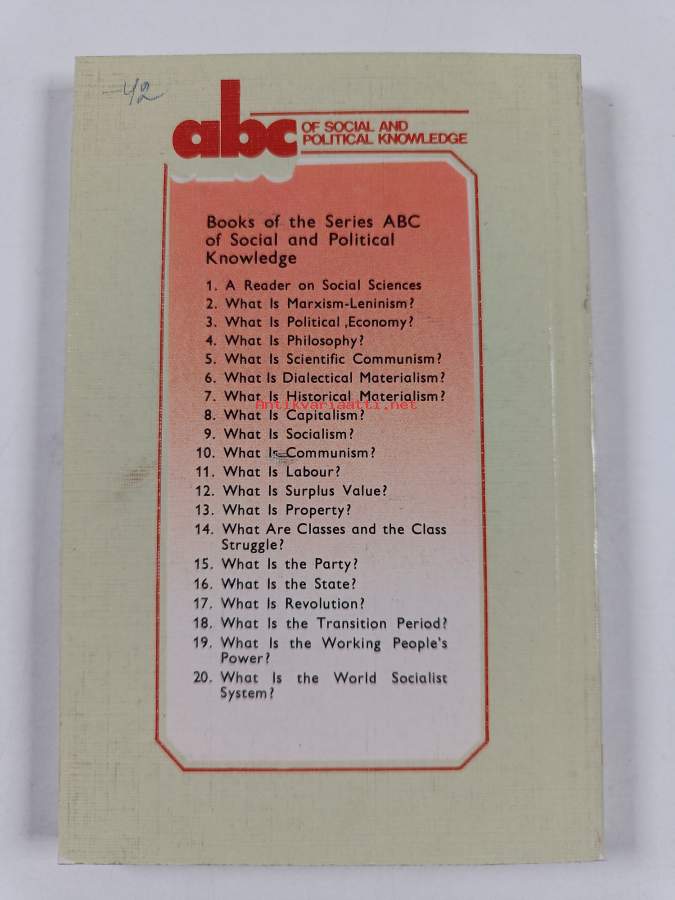 42
abc
OF SOCIAL AND
POLITICAL KNOWLEDGE
Books of the Series ABC
of Social and Political
Knowledge
1. A Reader on Social Sciences
2. What Is Marxism-Leninism?
3. What Is Political ,Economy?
4. What Is Philosophy?
5. What Is Scientific Communism?
6. What Is Dialectical Materialism?
7. What Is Historical Materialism?
Antikvariaatti.net
8. What Is Capitalism?
9. What Is Socialism?
10. What Is Communism?
11. What Is Labour?
12. What Is Surplus Value?
13. What Is Property?
14. What Are Classes and the Class
Struggle?
15. What Is the Party?
16. What Is the State?
17. What Is Revolution?
18. What Is the Transition Period?
19. What Is the Working People's
Power?
20. What Is the World Socialist
System?